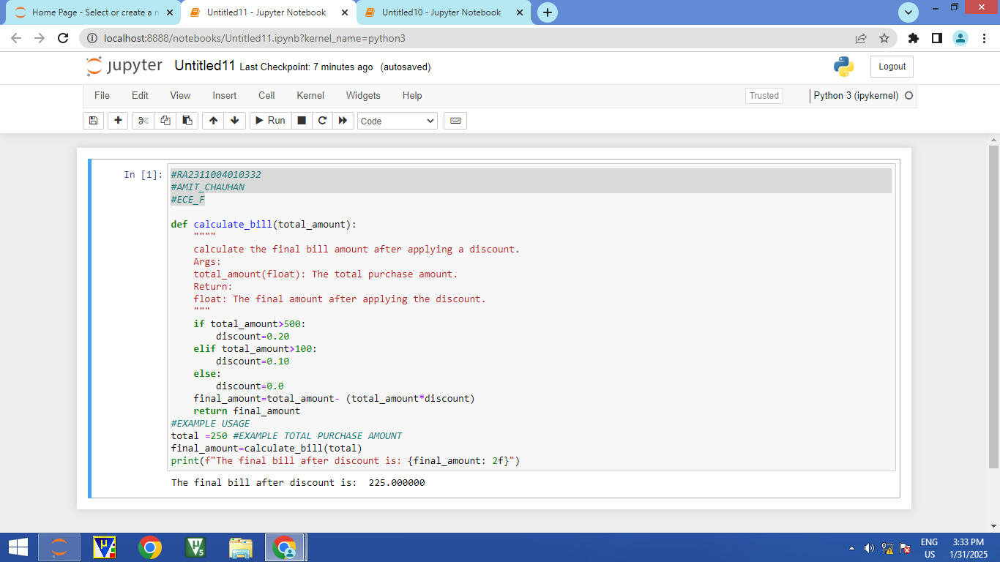 Home Page - Select or create a n
Untitled11 - Jupyter Notebook
Untitled10 - Jupyter Notebook
localhost:8888/notebooks/Untitled11.ipynb?kernel_name=python3
jupyter Untitled11 Last Checkpoint: 7 minutes ago (autosaved)
Logout
File Edit View Insert Cell Kernel Widgets Help
Trusted
Python 3 (ipykernel)
Run
Code
In [1]:
#RA2311004010332
#AMIT_CHAUHAN
#ECE_F
def calculate_bill(total_amount):
    """"
    calculate the final bill amount after applying a discount.
    Args:
    total_amount(float): The total purchase amount.
    Return:
    float: The final amount after applying the discount.
    """
    if total_amount>500:
        discount=0.20
    elif total_amount>100:
        discount=0.10
    else:
        discount=0.0
    final_amount=total_amount- (total_amount*discount)
    return final_amount
#EXAMPLE USAGE
total =250 #EXAMPLE TOTAL PURCHASE AMOUNT
final_amount=calculate_bill(total)
print(f"The final bill after discount is: {final_amount: 2f}")
The final bill after discount is:  225.000000
μ
V5
ENG
US
3:33 PM
1/31/2025